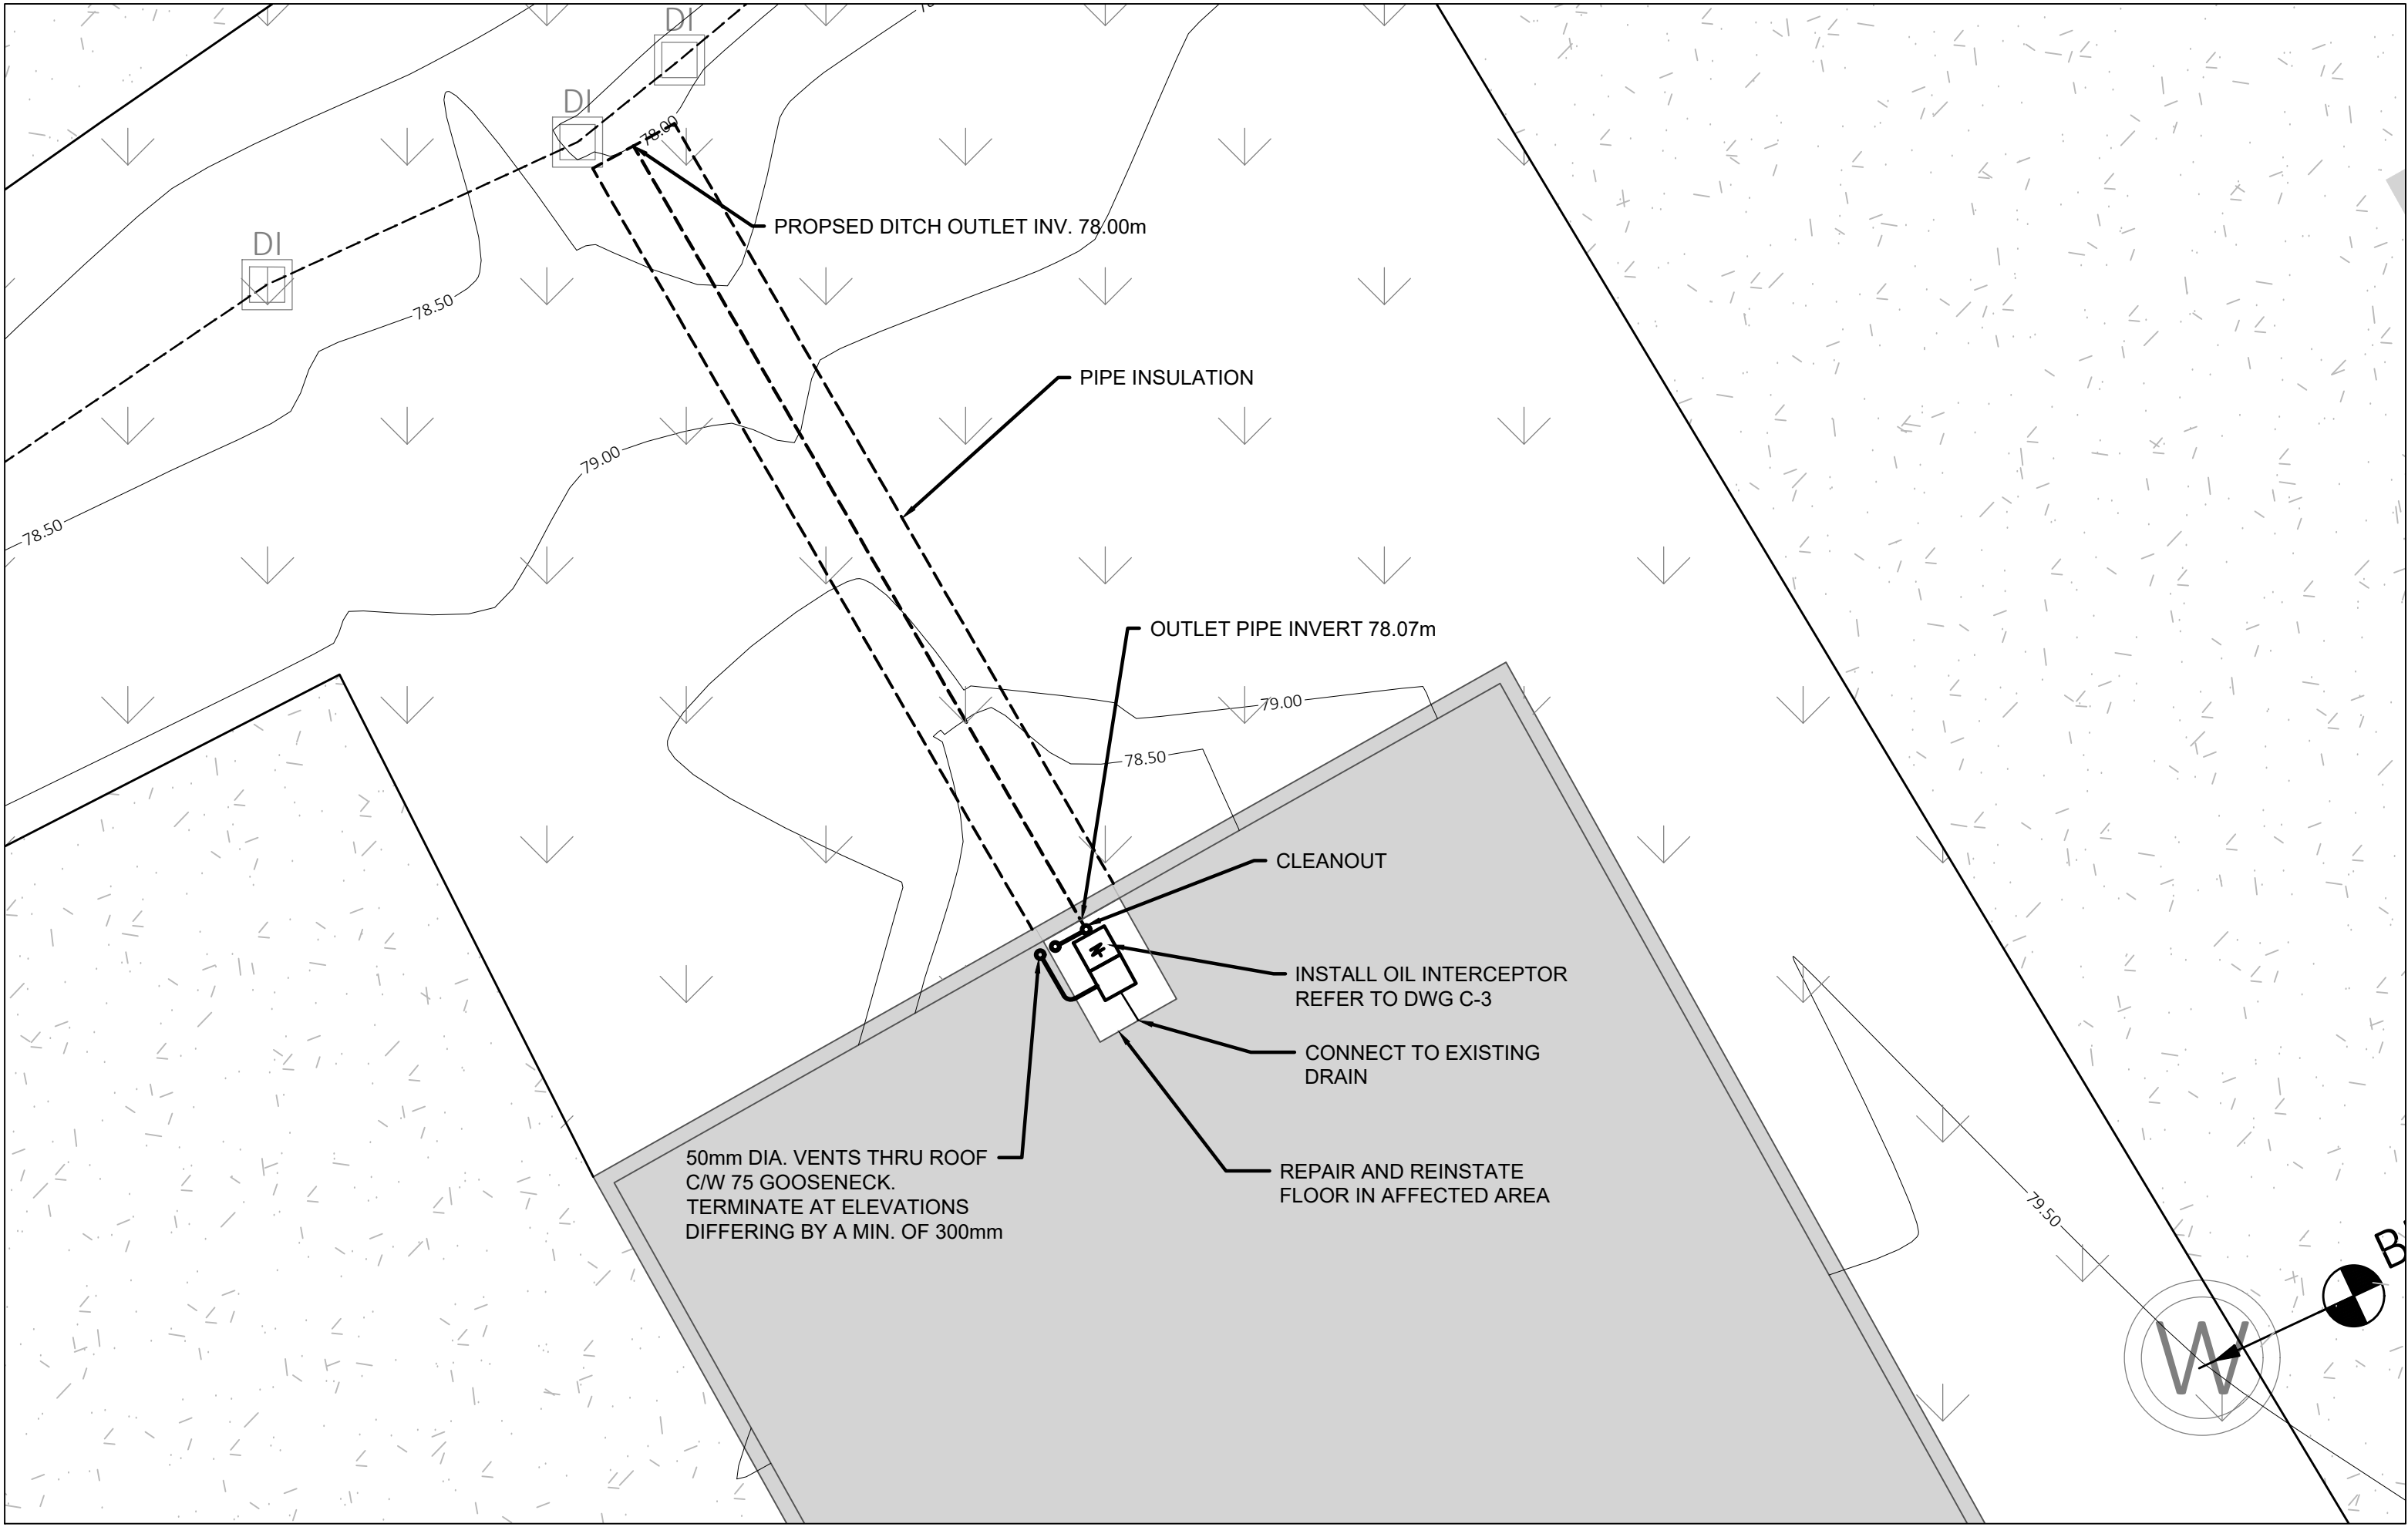 DI
DI
78.00
PROPSED DITCH OUTLET INV. 78.00m
DI
78.50
PIPE INSULATION
79.00
78.50
OUTLET PIPE INVERT 78.07m
79.00
78.50
CLEANOUT
INSTALL OIL INTERCEPTOR
REFER TO DWG C-3
CONNECT TO EXISTING
DRAIN
50mm DIA. VENTS THRU ROOF
C/W 75 GOOSENECK.
TERMINATE AT ELEVATIONS
DIFFERING BY A MIN. OF 300mm
REPAIR AND REINSTATE
FLOOR IN AFFECTED AREA
79.50
B
W